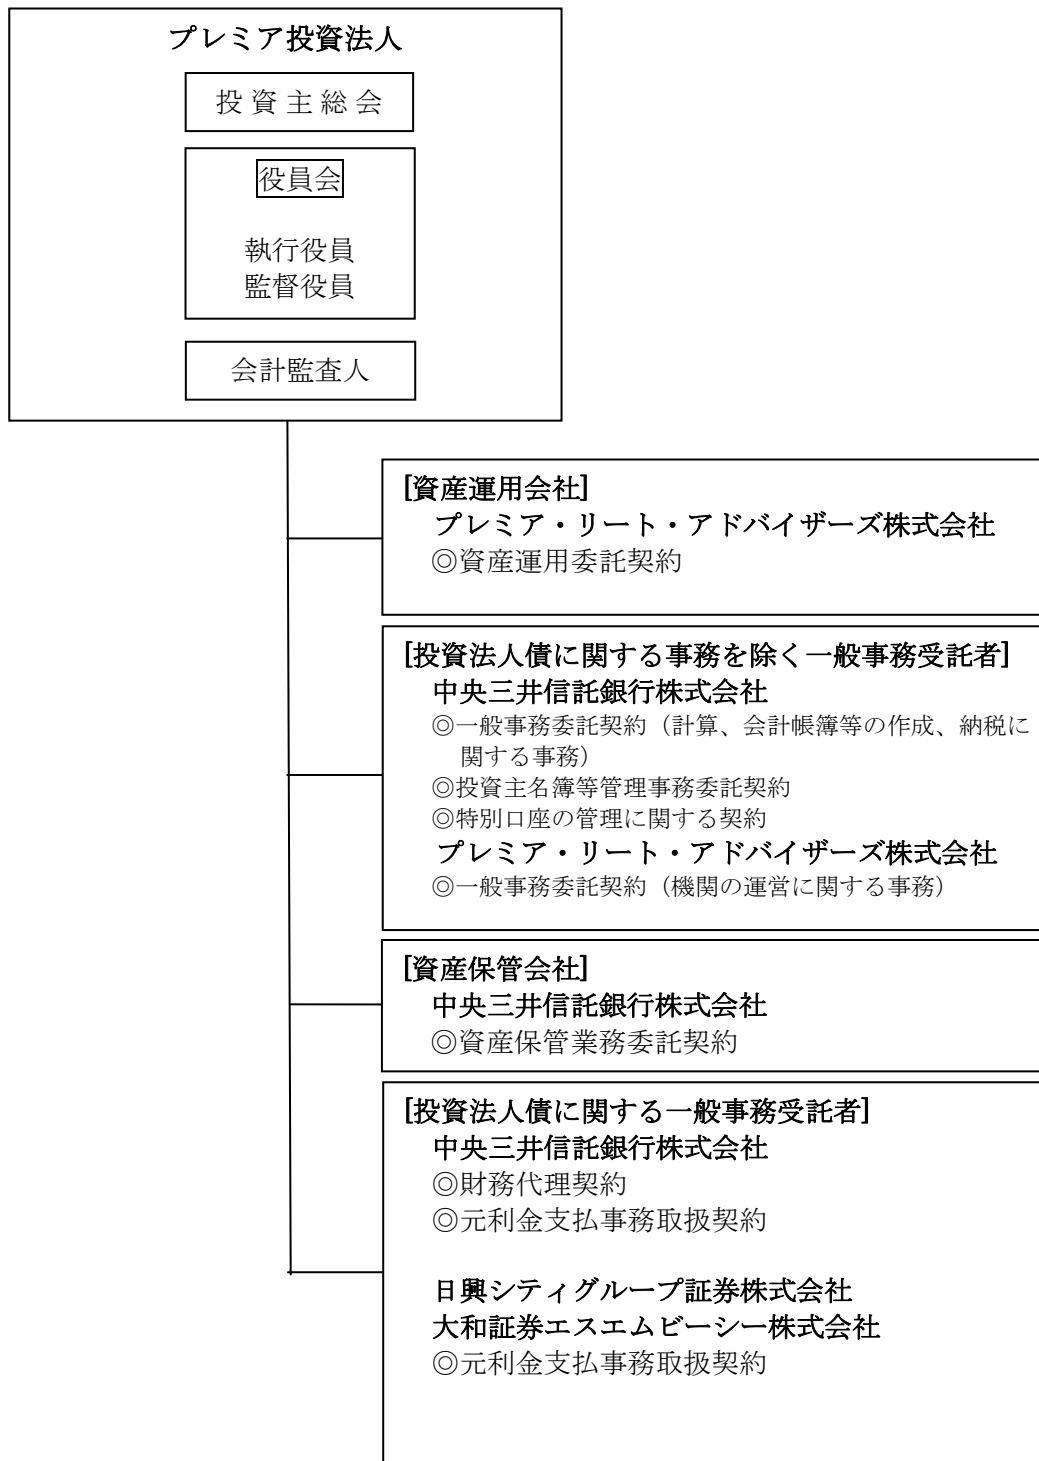 プレミア投資法人
投 資 主 総 会
役員会
執行役員
監督役員
会計監査人
[資産運用会社]
プレミア・リート・アドバイザーズ株式会社
◎資産運用委託契約
[投資法人債に関する事務を除く一般事務受託者]
中央三井信託銀行株式会社
◎一般事務委託契約（計算、会計帳簿等の作成、納税に
関する事務）
◎投資主名簿等管理事務委託契約
◎特別口座の管理に関する契約
プレミア・リート・アドバイザーズ株式会社
◎一般事務委託契約（機関の運営に関する事務）
[資産保管会社]
中央三井信託銀行株式会社
◎資産保管業務委託契約
[投資法人債に関する一般事務受託者]
中央三井信託銀行株式会社
◎財務代理契約
◎元利金支払事務取扱契約
日興シティグループ証券株式会社
大和証券エスエムビーシー株式会社
◎元利金支払事務取扱契約